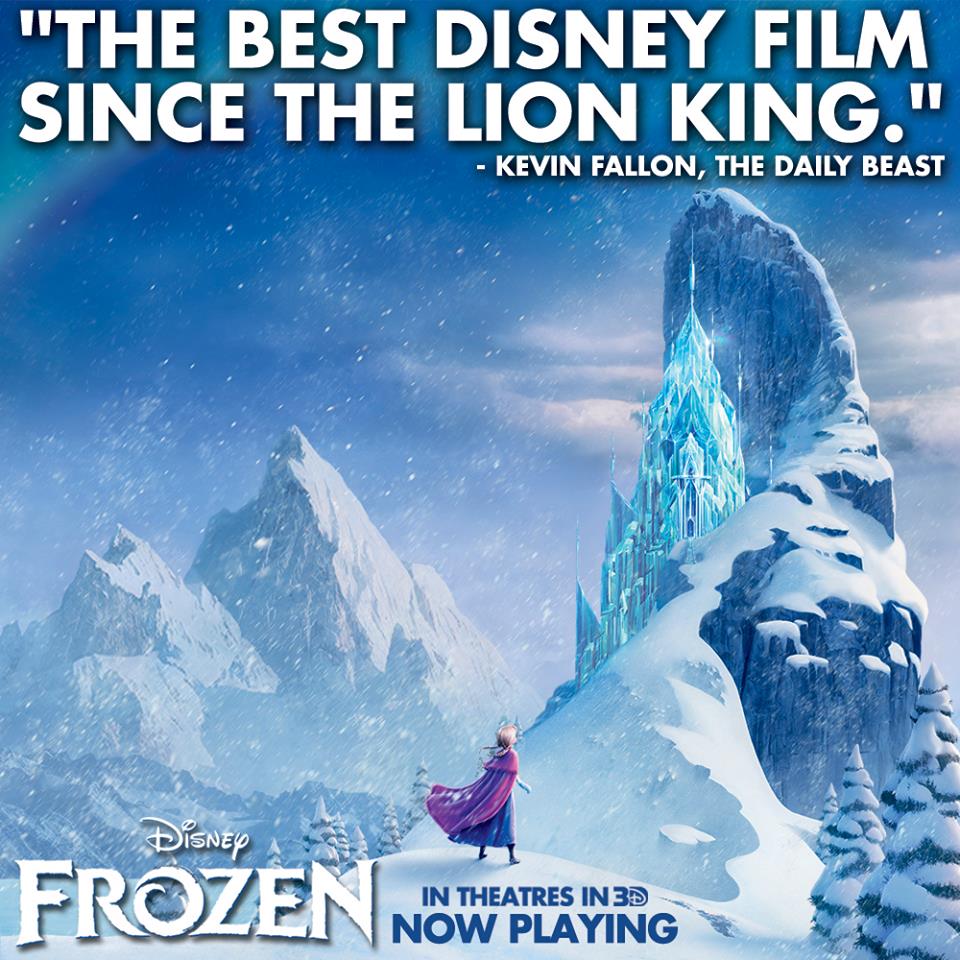 "THE BEST DISNEY FILM
SINCE THE LION KING."
- KEVIN FALLON, THE DAILY BEAST
Disney
FROZEN
IN THEATRES IN 3D
NOW PLAYING